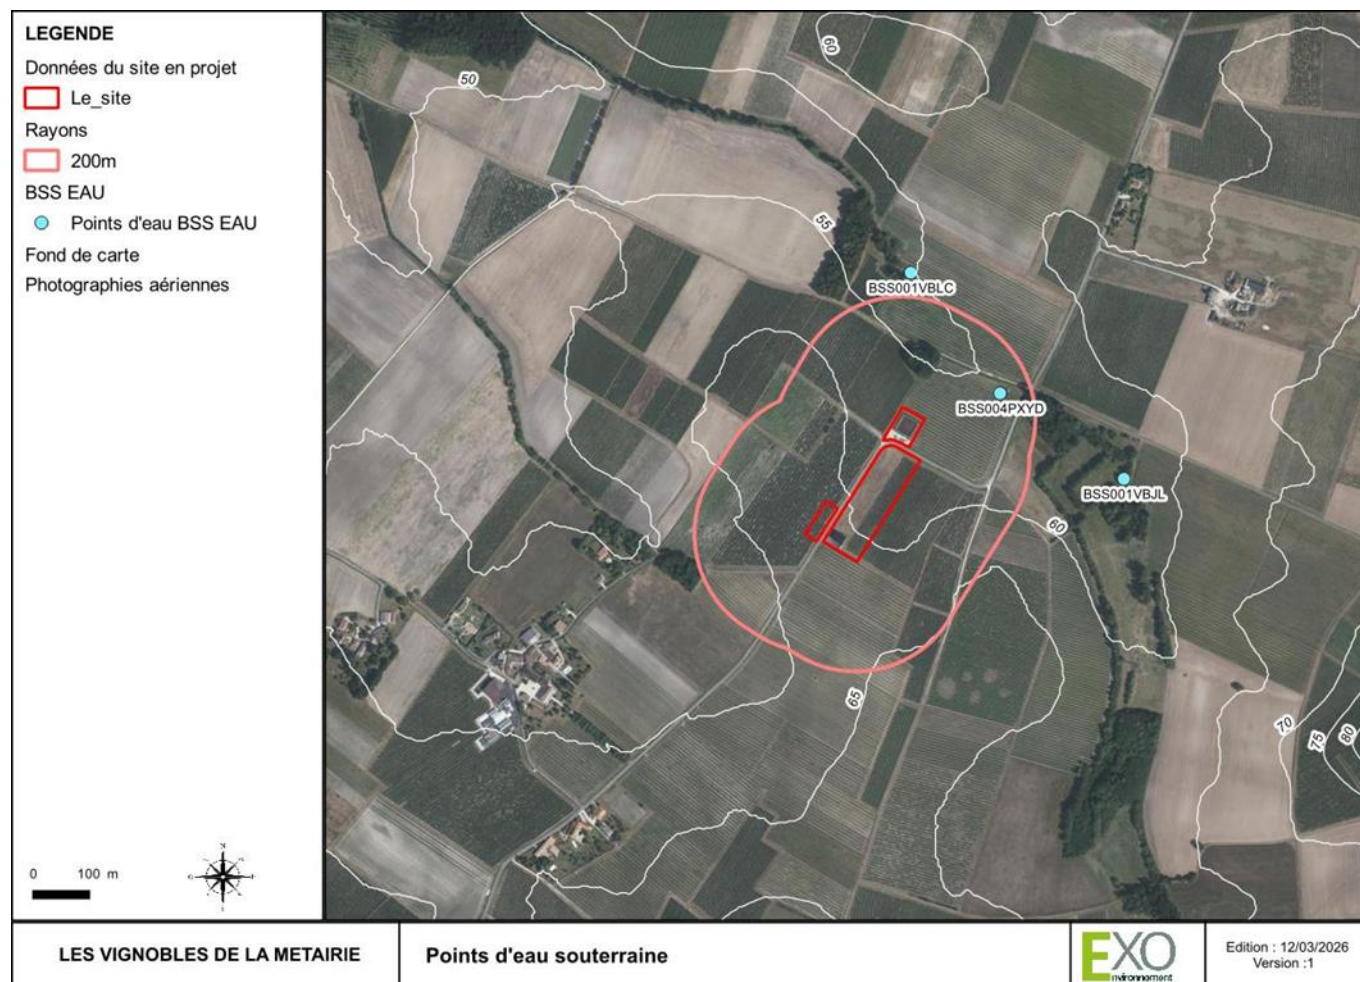 LEGENDE
Données du site en projet
Le_site
Rayons
200m
BSS EAU
Points d'eau BSS EAU
Fond de carte
Photographies aériennes
0 100 m
50
60
55
BSS001VBLC
BSS004PXYD
BSS001VBJL
60
65
70
75
80
LES VIGNOBLES DE LA METAIRIE
Points d'eau souterraine
EXO
nvironnement
Edition : 12/03/2026
Version :1